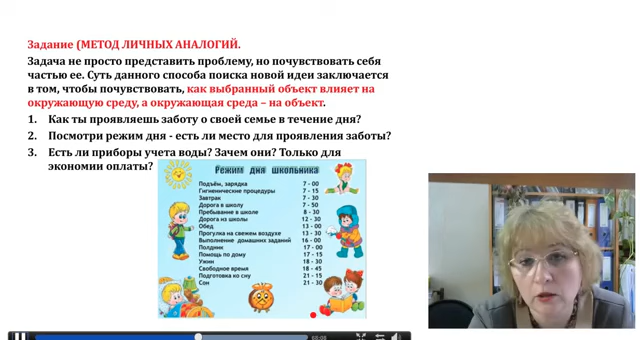 Задание (МЕТОД ЛИЧНЫХ АНАЛОГИЙ.
Задача не просто представить проблему, но почувствовать себя
частью ее. Суть данного способа поиска новой идеи заключается
в том, чтобы почувствовать, как выбранный объект влияет на
окружающую среду, а окружающая среда – на объект.
1. Как ты проявляешь заботу о своей семье в течение дня?
2. Посмотри режим дня - есть ли место для проявления заботы?
3. Есть ли приборы учета воды? Зачем они? Только для
экономии оплаты?
Режим дня школьника
Подъём, зарядка 7 - 00
Гигиенические процедуры 7 - 15
Завтрак 7 - 30
Дорога в школу 7 - 50
Пребывание в школе 8 - 30
Дорога из школы 12 - 30
Обед 13 - 00
Прогулка на свежем воздухе 13 - 30
Выполнение домашних заданий 16 - 00
Полдник 17 - 00
Помощь по дому 17 - 15
Ужин 18 - 30
Свободное время 18 - 45
Подготовка ко сну 21 - 15
Сон 21 - 30
00:00